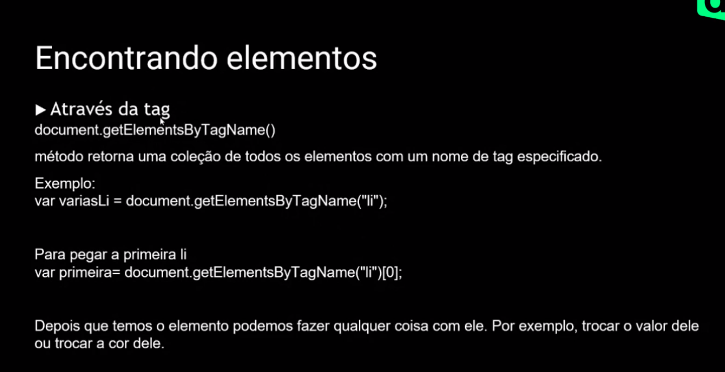 Encontrando elementos
▶ Através da tag
document.getElementsByTagName()
método retorna uma coleção de todos os elementos com um nome de tag especificado.
Exemplo:
var variasLi = document.getElementsByTagName("li");
Para pegar a primeira li
var primeira= document.getElementsByTagName("li")[0];
Depois que temos o elemento podemos fazer qualquer coisa com ele. Por exemplo, trocar o valor dele
ou trocar a cor dele.